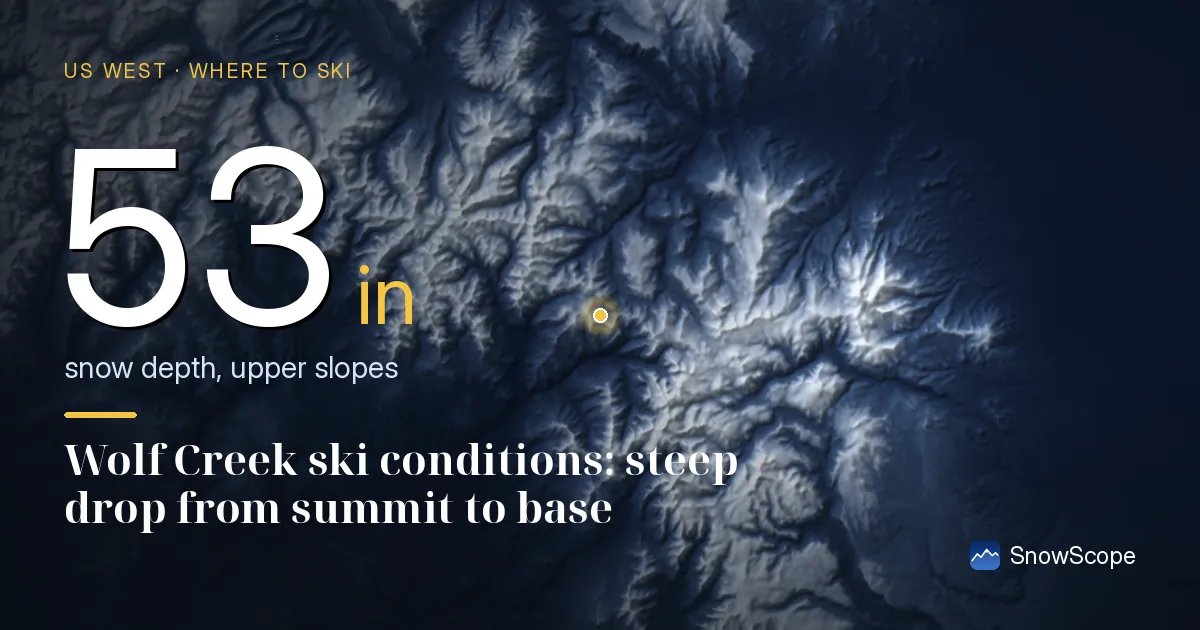 US WEST · WHERE TO SKI
53 in
snow depth, upper slopes
Wolf Creek ski conditions: steep
drop from summit to base
SnowScope